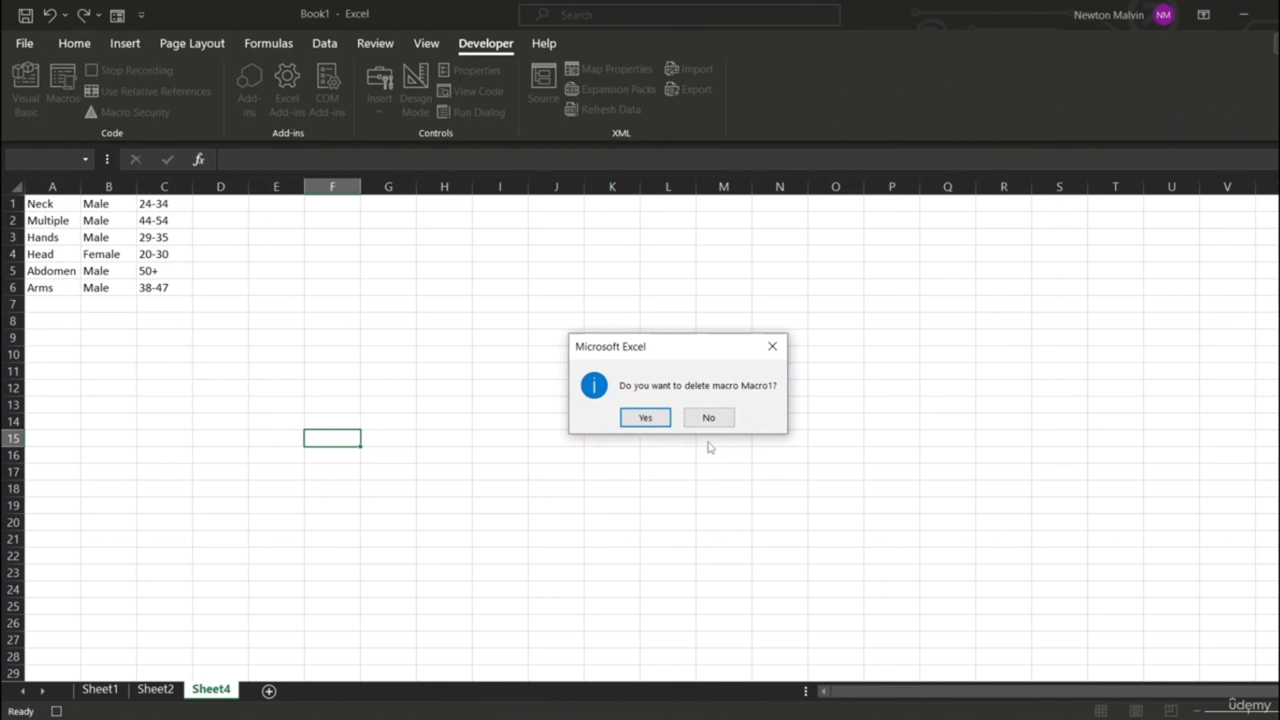 Book1 - Excel
Search
Newton Malvin NM
File Home Insert Page Layout Formulas Data Review View Developer Help
Visual Basic
Macros
Stop Recording
Use Relative References
Macro Security
Code
Add-ins
Excel Add-ins
COM Add-ins
Add-ins
Insert
Design Mode
Properties
View Code
Run Dialog
Controls
Source
Map Properties
Expansion Packs
Refresh Data
Import
Export
XML
fx
A B C D E F G H I J K L M N O P Q R S T U V
1 Neck Male 24-34
2 Multiple Male 44-54
3 Hands Male 29-35
4 Head Female 20-30
5 Abdomen Male 50+
6 Arms Male 38-47
7
8
9
10
11
12
13
14
15
16
17
18
19
20
21
22
23
24
25
26
27
28
29
Microsoft Excel
i
Do you want to delete macro Macro1?
Yes No
Sheet1 Sheet2 Sheet4
Ready
ûdemy